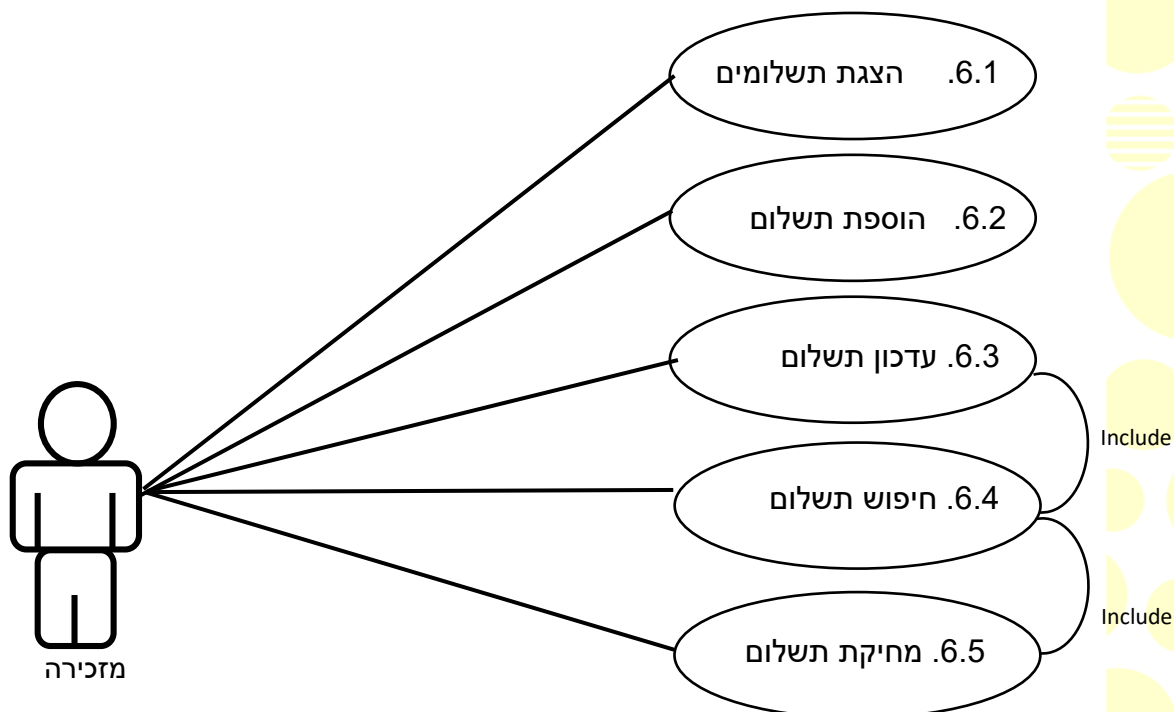 6.1. הצגת תשלומים
6.2. הוספת תשלום
6.3. עדכון תשלום
Include
6.4. חיפוש תשלום
Include
6.5. מחיקת תשלום
מזכירה